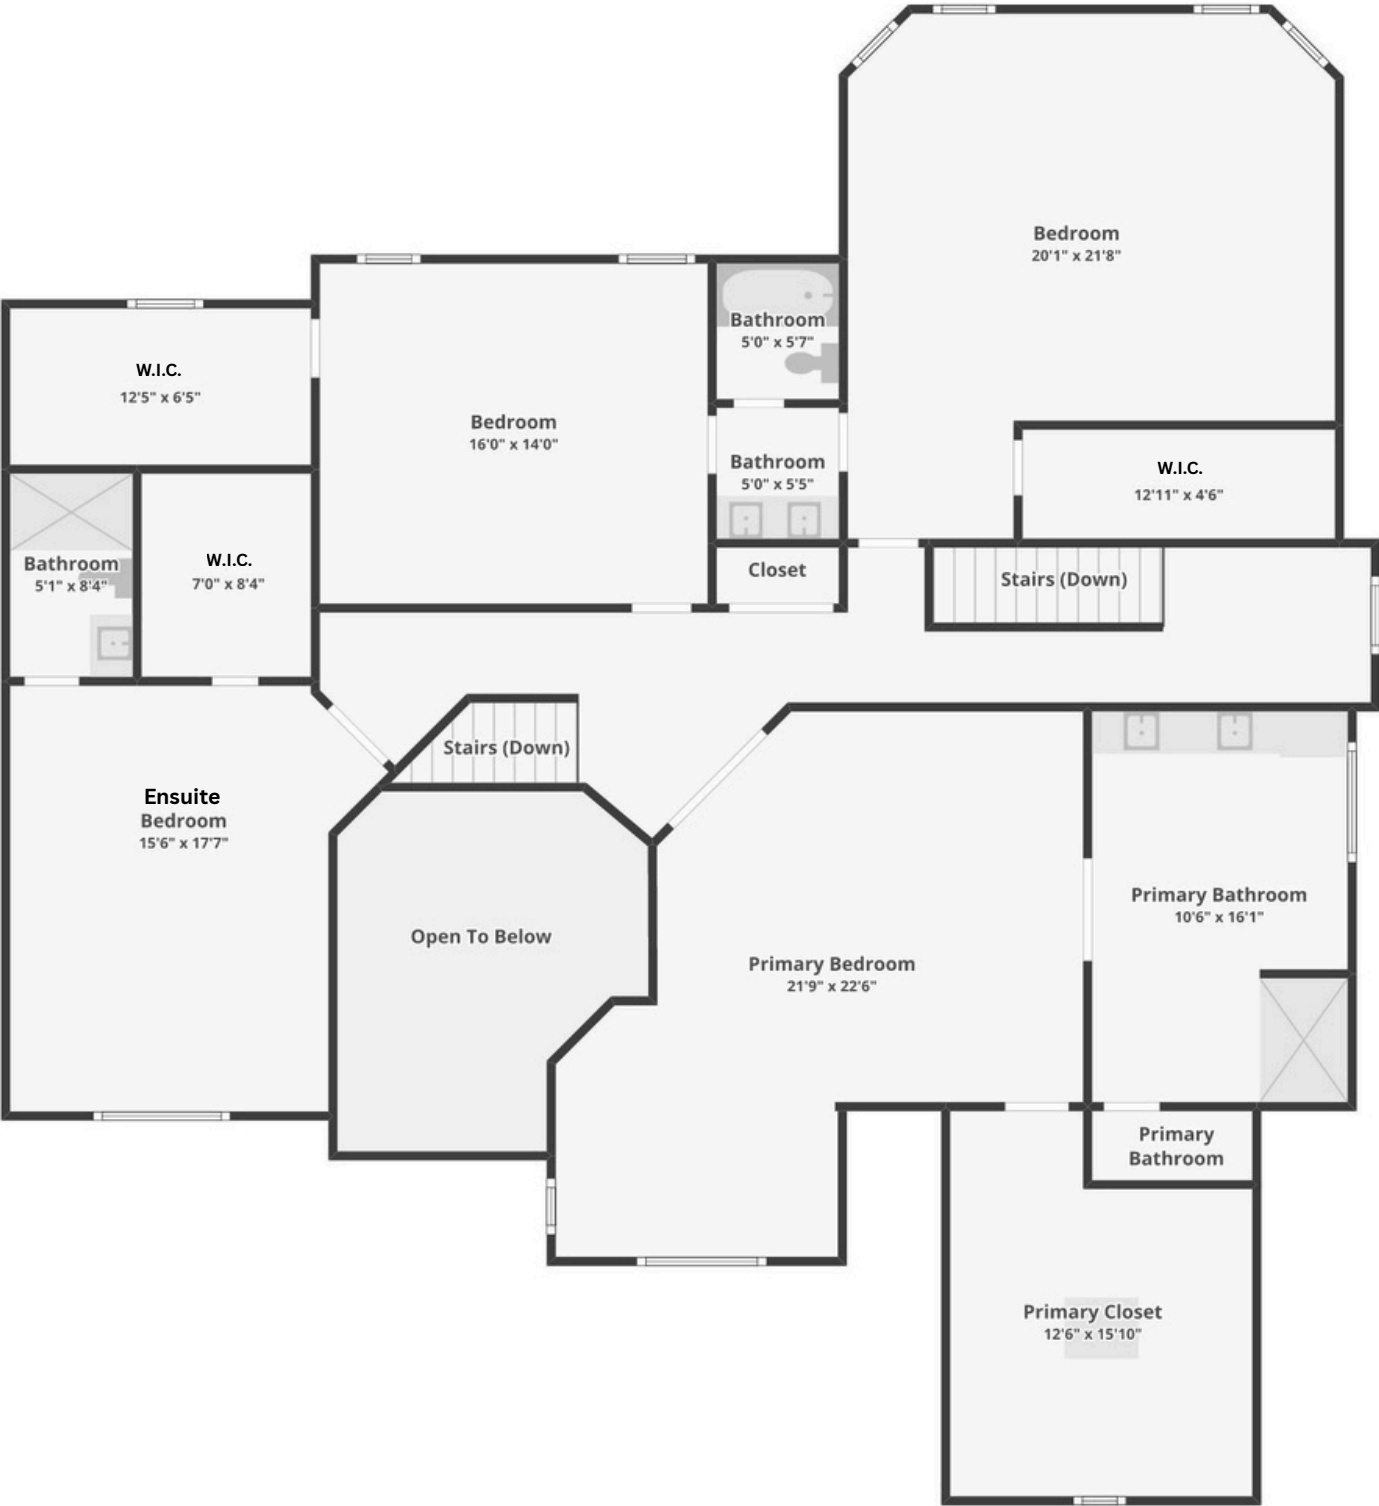 Bedroom
20'1" x 21'8"
Bathroom
5'0" x 5'7"
W.I.C.
12'5" x 6'5"
Bedroom
16'0" x 14'0"
Bathroom
5'0" x 5'5"
W.I.C.
12'11" x 4'6"
Bathroom
5'1" x 8'4"
W.I.C.
7'0" x 8'4"
Closet
Stairs (Down)
Stairs (Down)
Ensuite
Bedroom
15'6" x 17'7"
Open To Below
Primary Bedroom
21'9" x 22'6"
Primary Bathroom
10'6" x 16'1"
Primary
Bathroom
Primary Closet
12'6" x 15'10"